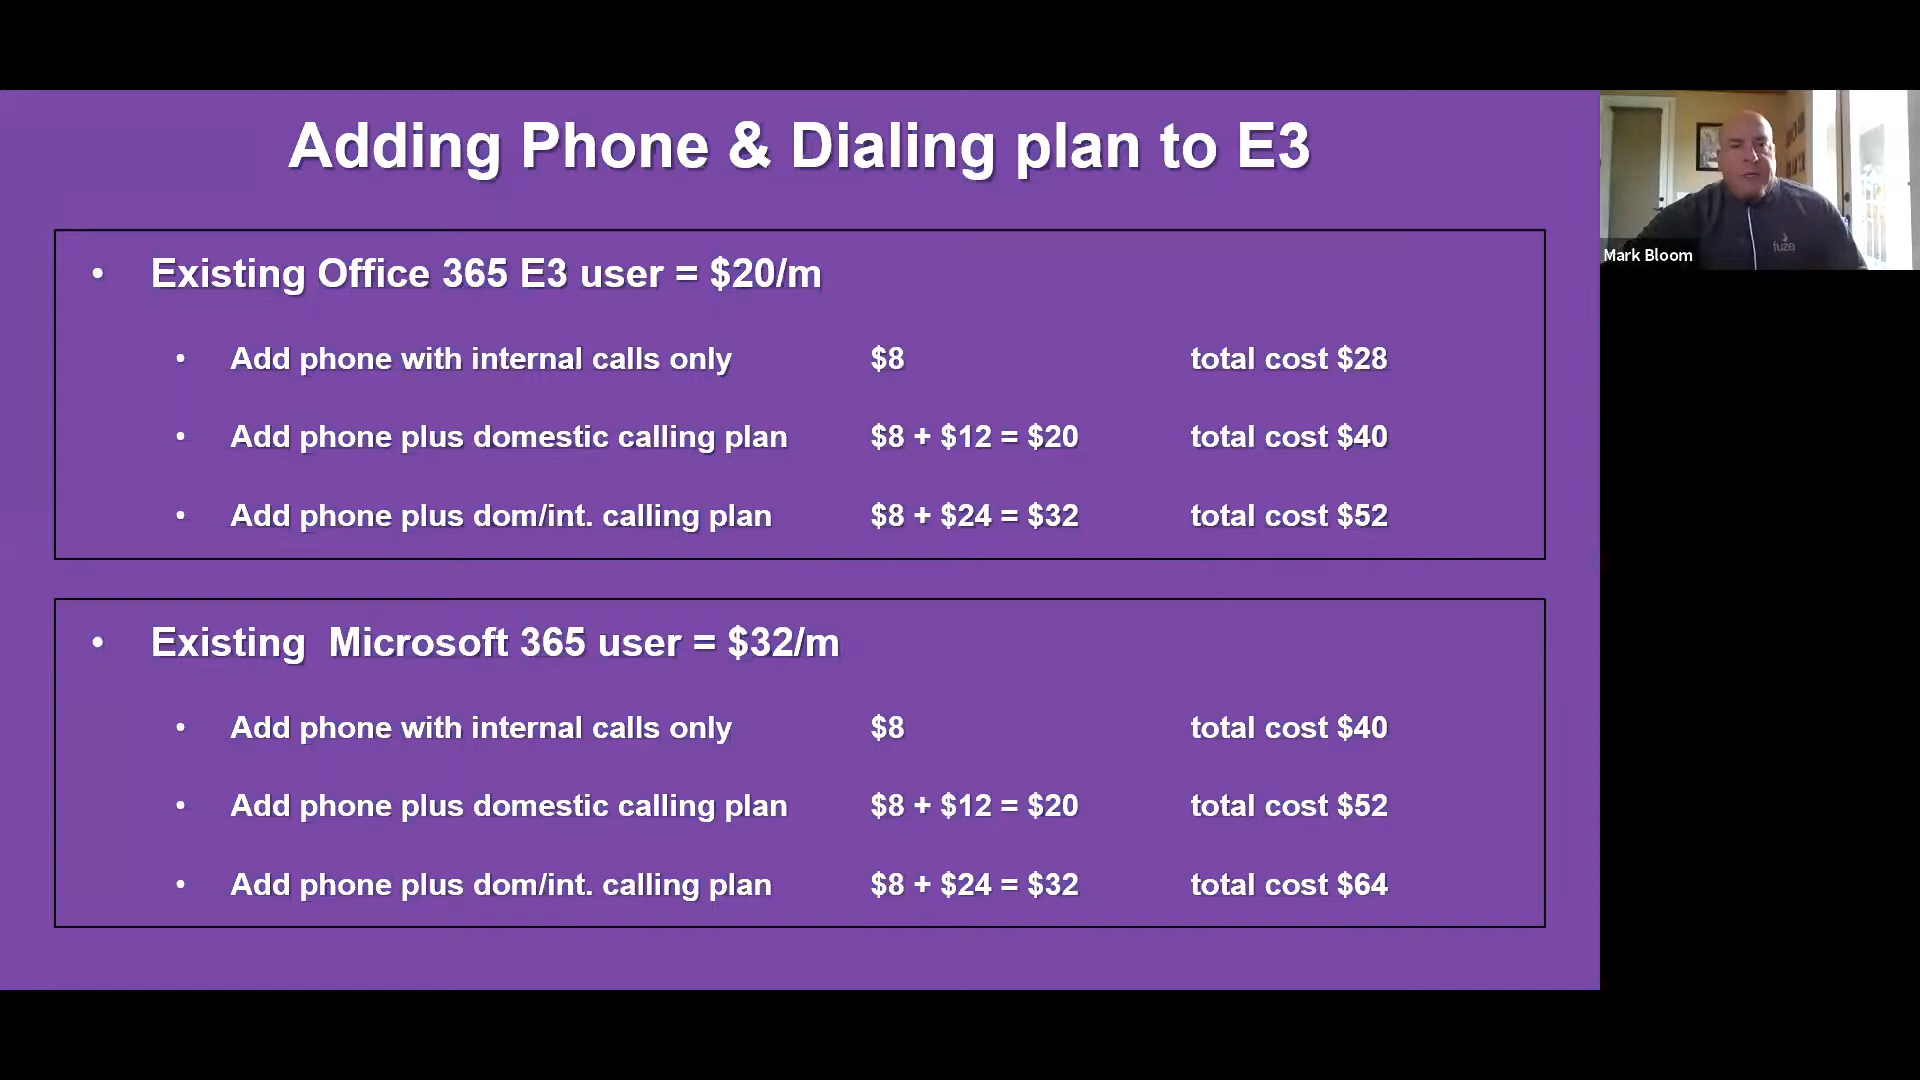 Adding Phone & Dialing plan to E3
• Existing Office 365 E3 user = $20/m
• Add phone with internal calls only $8 total cost $28
• Add phone plus domestic calling plan $8 + $12 = $20 total cost $40
• Add phone plus dom/int. calling plan $8 + $24 = $32 total cost $52
• Existing  Microsoft 365 user = $32/m
• Add phone with internal calls only $8 total cost $40
• Add phone plus domestic calling plan $8 + $12 = $20 total cost $52
• Add phone plus dom/int. calling plan $8 + $24 = $32 total cost $64
fuze
Mark Bloom